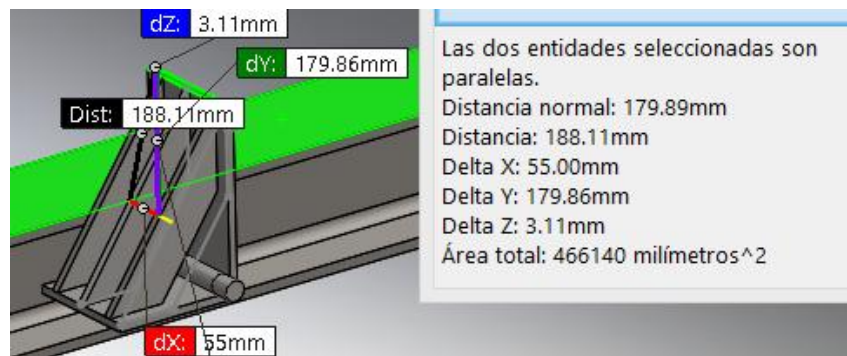 dZ: 3.11mm
dY: 179.86mm
Dist: 188.11mm
dX: 55mm
Las dos entidades seleccionadas son
paralelas.
Distancia normal: 179.89mm
Distancia: 188.11mm
Delta X: 55.00mm
Delta Y: 179.86mm
Delta Z: 3.11mm
Área total: 466140 milímetros^2